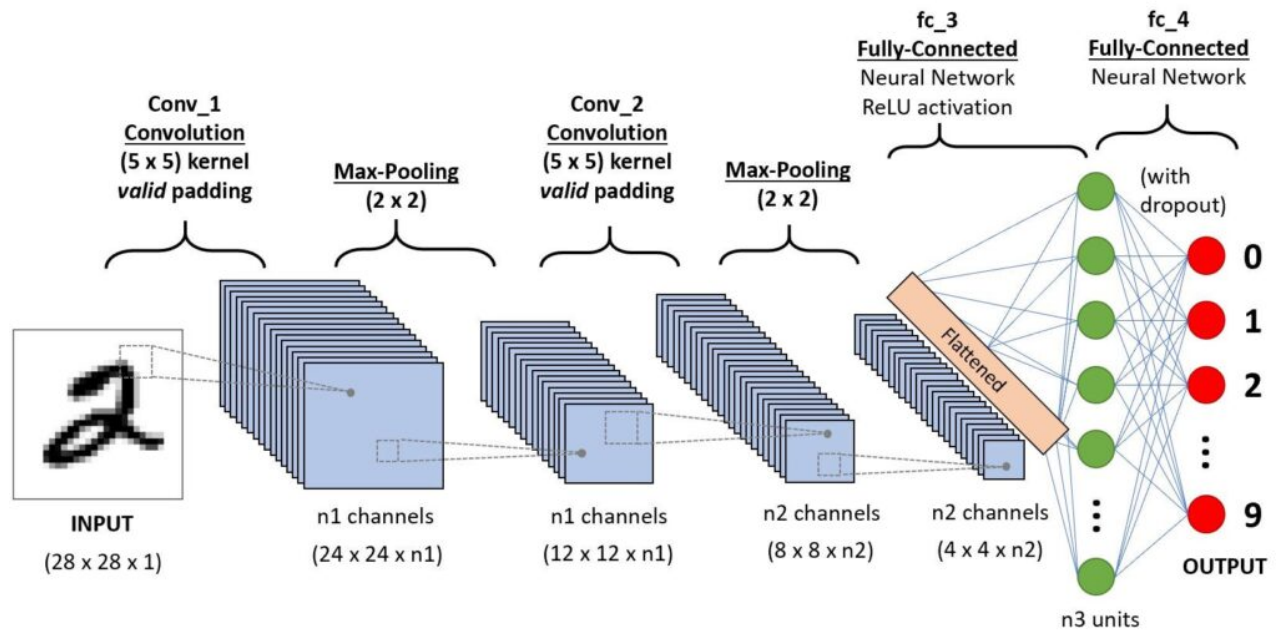 Conv_1
Convolution
(5 x 5) kernel
valid padding
Max-Pooling
(2 x 2)
Conv_2
Convolution
(5 x 5) kernel
valid padding
Max-Pooling
(2 x 2)
fc_3
Fully-Connected
Neural Network
ReLU activation
fc_4
Fully-Connected
Neural Network
(with
dropout)
Flattened
0
1
2
9
OUTPUT
2
INPUT
(28 x 28 x 1)
n1 channels
(24 x 24 x n1)
n1 channels
(12 x 12 x n1)
n2 channels
(8 x 8 x n2)
n2 channels
(4 x 4 x n2)
n3 units